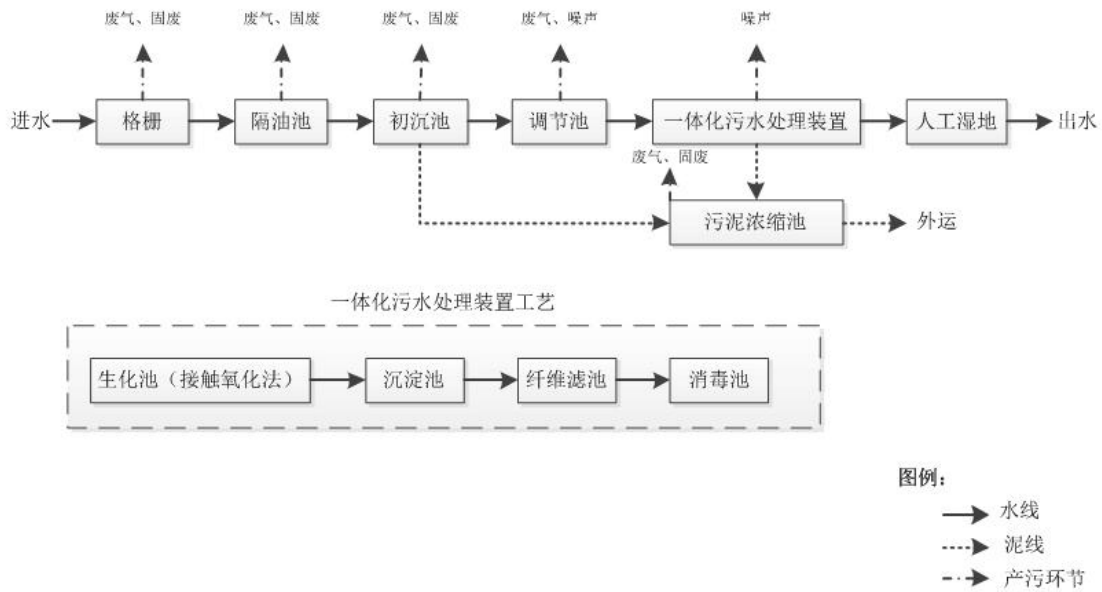 废气、固废 废气、固废 废气、固废 废气、噪声 噪声
进水 格栅 隔油池 初沉池 调节池 一体化污水处理装置 人工湿地 出水
废气、固废
污泥浓缩池 外运
一体化污水处理装置工艺
生化池（接触氧化法） 沉淀池 纤维滤池 消毒池
图例：
水线
泥线
产污环节